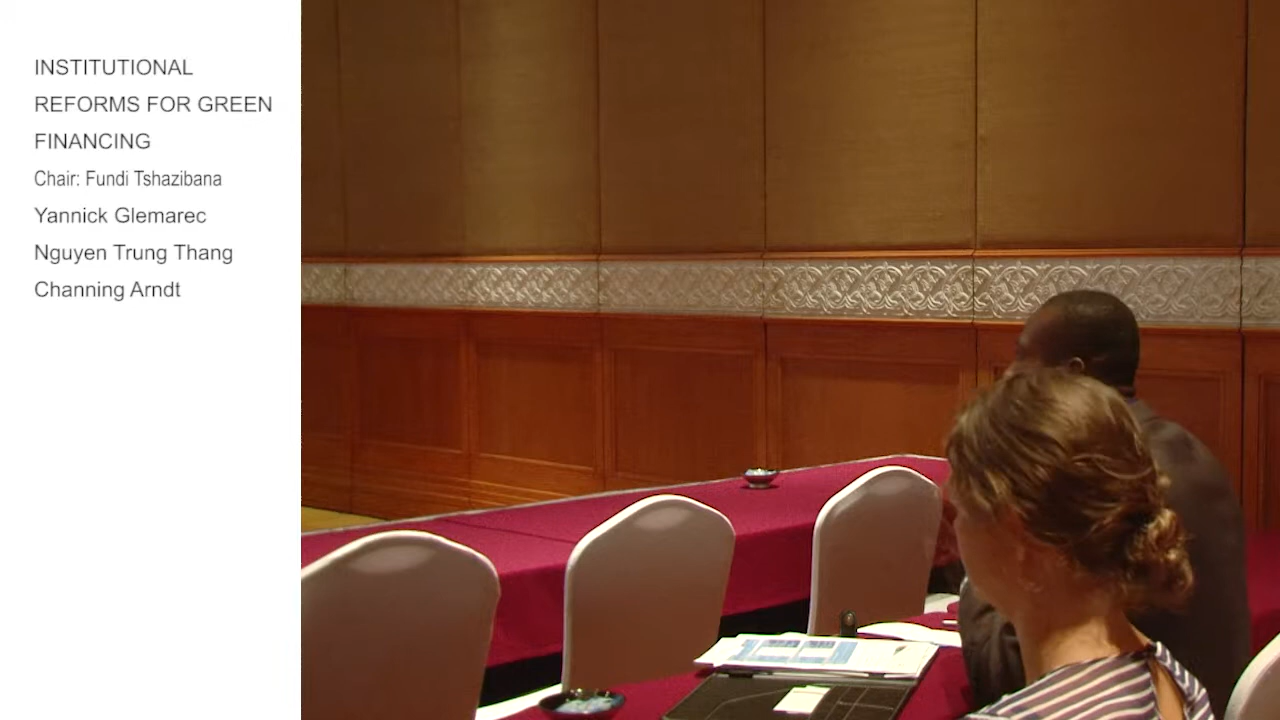 INSTITUTIONAL
REFORMS FOR GREEN
FINANCING
Chair: Fundi Tshazibana
Yannick Glemarec
Nguyen Trung Thang
Channing Arndt